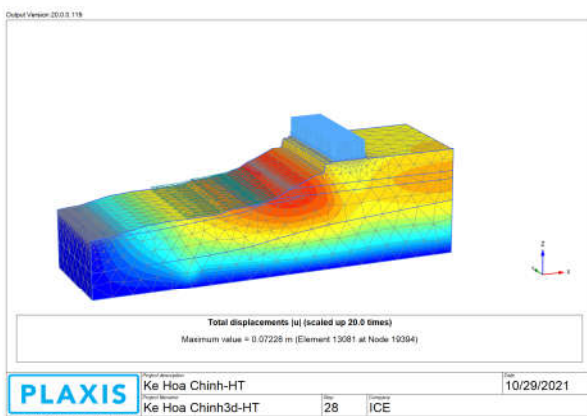 Output Version 20.0.0.119
Z
Total displacements |u| (scaled up 20.0 times)
Maximum value = 0.07228 m (Element 13081 at Node 19394)
PLAXIS
Project description
Ke Hoa Chinh-HT
Date
10/29/2021
Project filename
Ke Hoa Chinh3d-HT
Step
28
Company
ICE